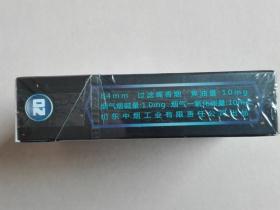 DZ
84mm 过滤嘴香烟 焦油量:10mg
烟气烟碱量:1.0mg 烟气一氧化碳量:10mg
东中烟工业有限责任公司出品